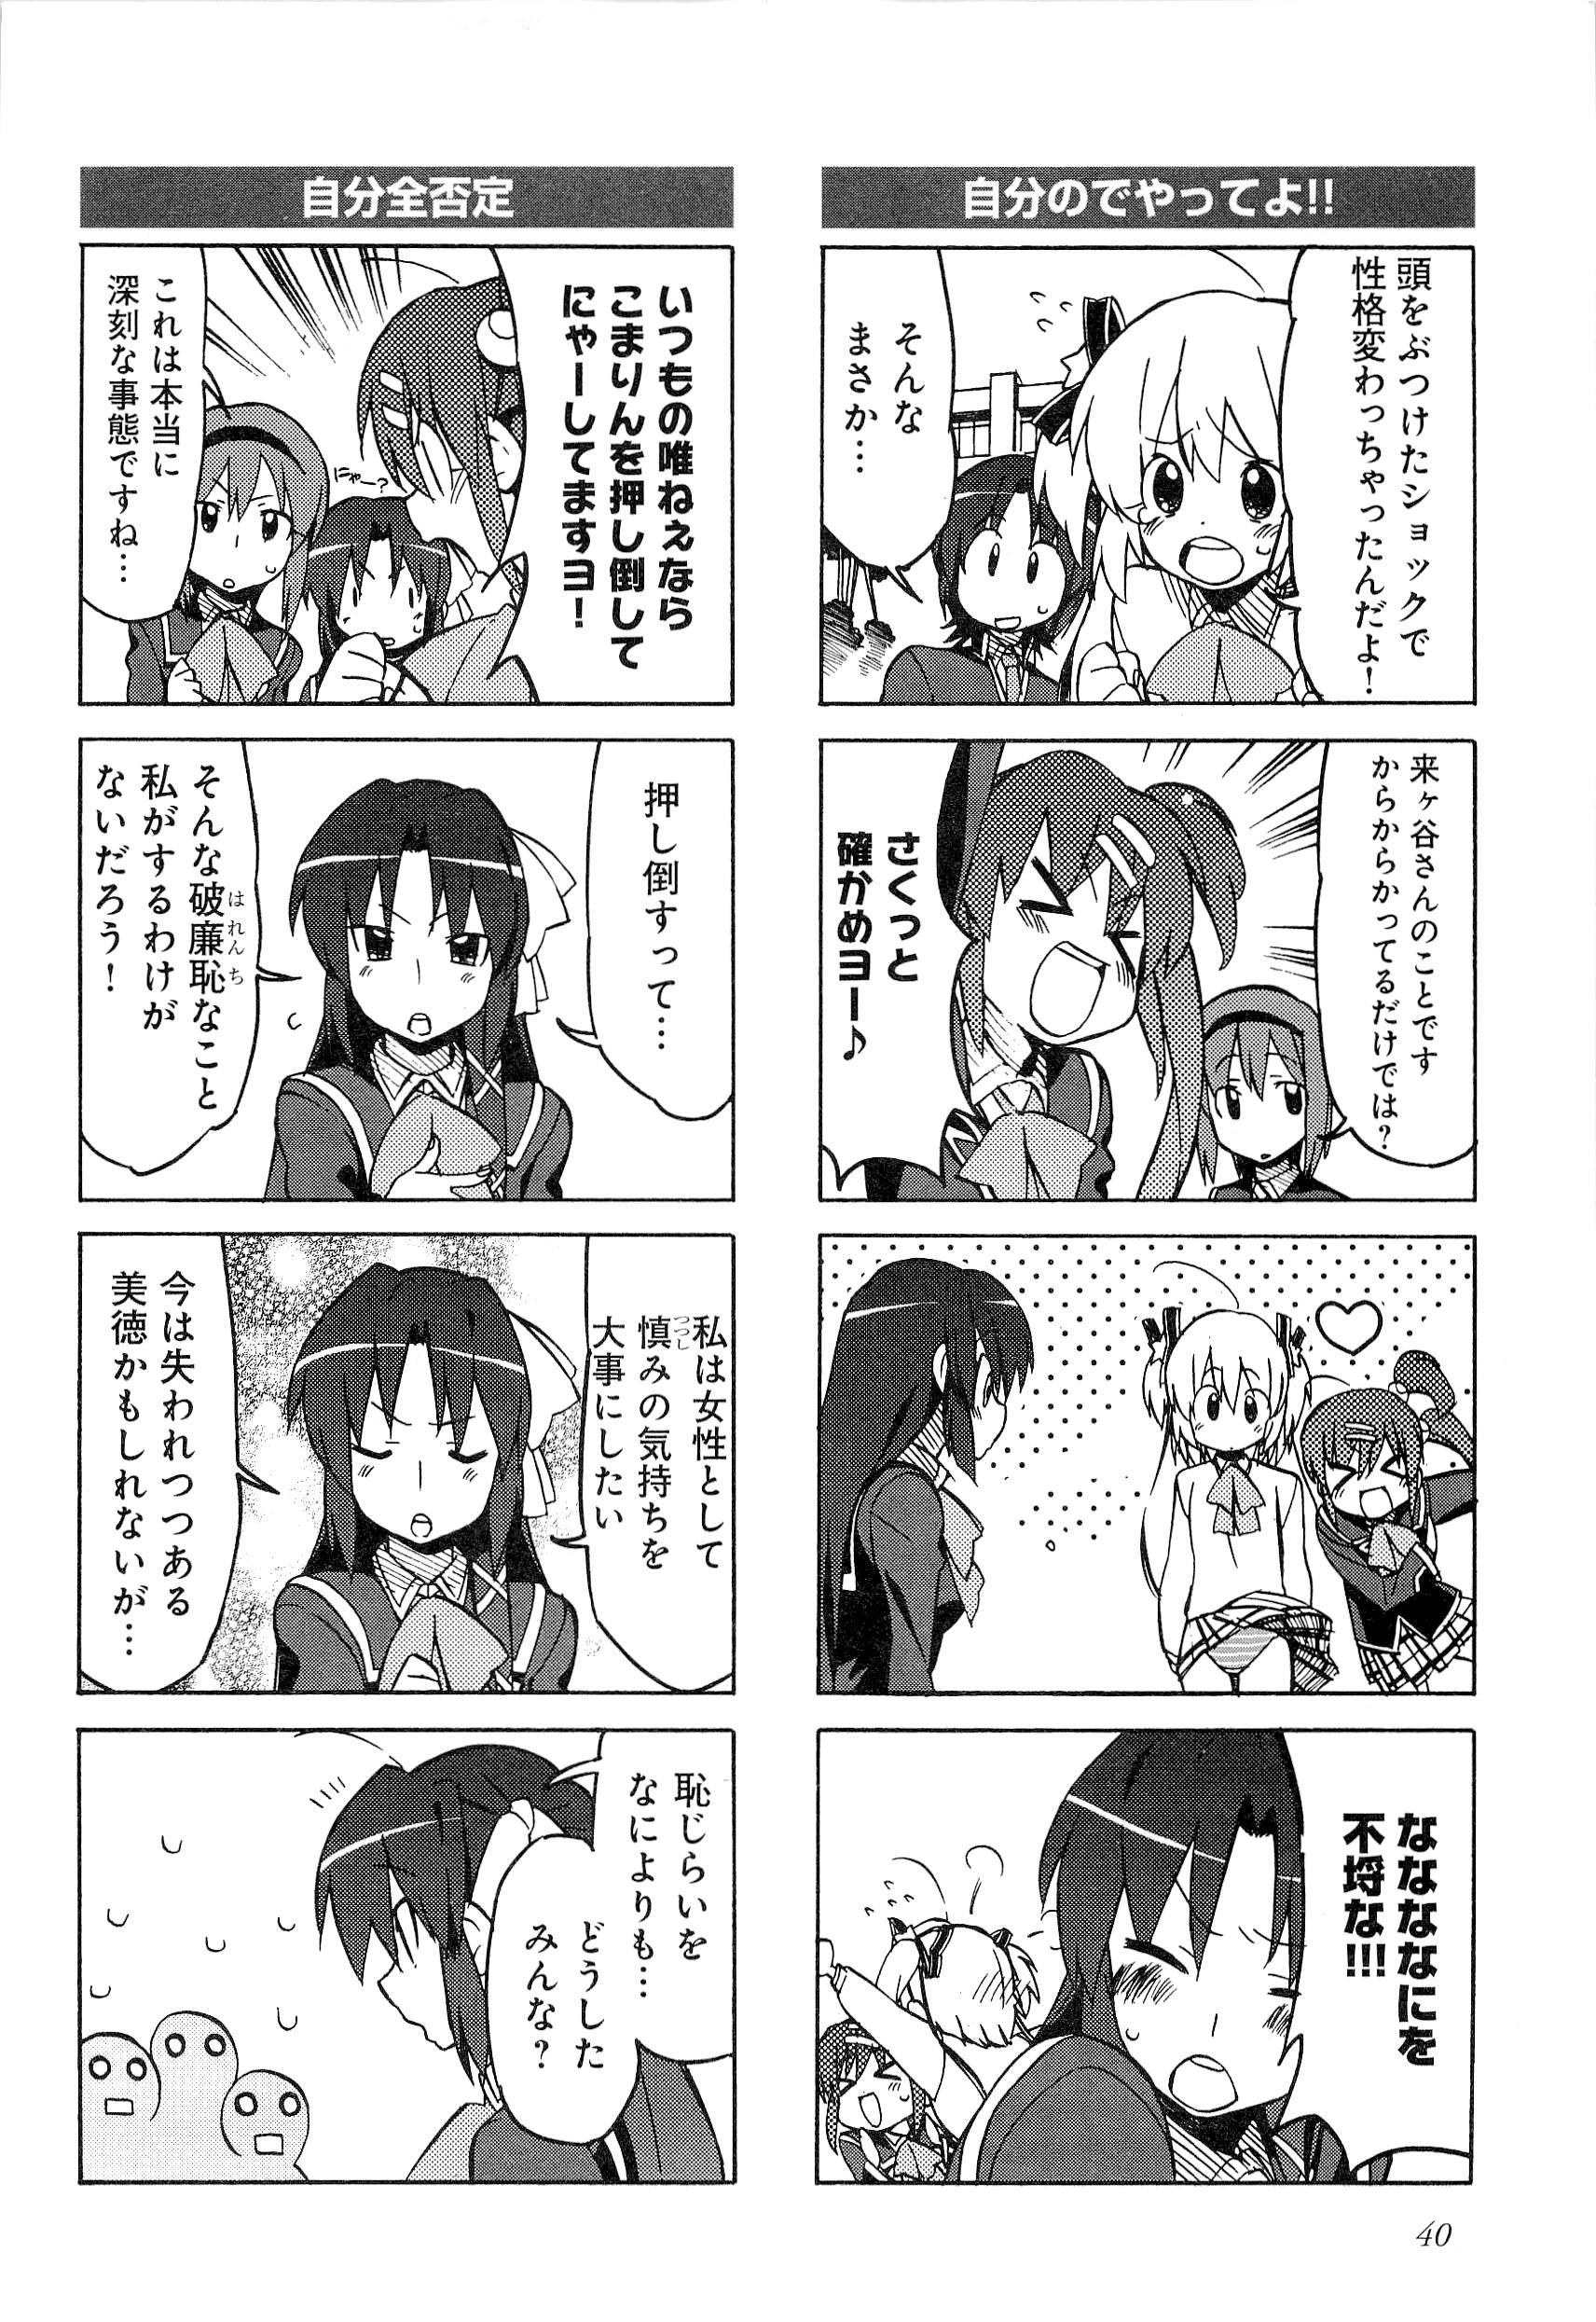 自分のでやってよ!!
頭をぶつけたショックで
性格変わっちゃったんだよ!
そんな
まさか…
来ヶ谷さんのことです
からからかってるだけでは?
さくっと
確かめヨー♪
なななななにを
不埒な!!!
自分全否定
いつもの唯ねぇなら
こまりんを押し倒して
にゃーしてますヨ!
にゃー?
これは本当に
深刻な事態ですね…
押し倒すって…
そんな破廉恥なこと
はれんち
私がするわけが
ないだろう!
私は女性として
慎みの気持ちを
つつし
大事にしたい
今は失われつつある
美徳かもしれないが…
恥じらいを
なによりも…
どうした
みんな?
40